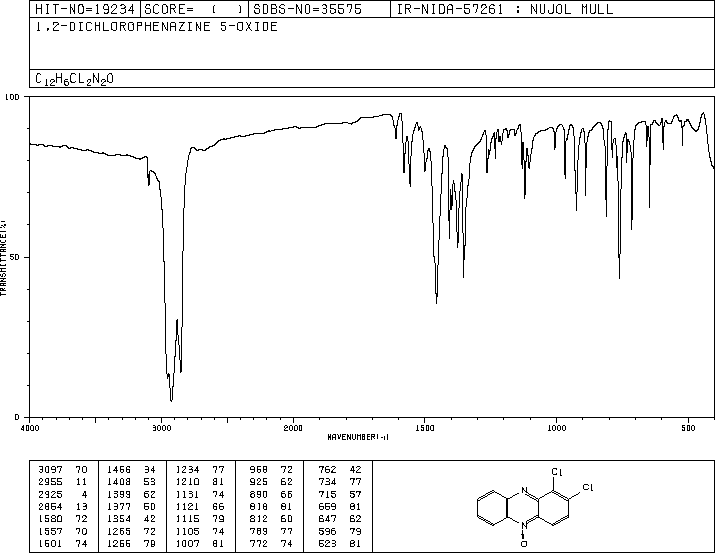 HIT-NO=19234 SCORE= ( ) SDBS-NO=35575 IR-NIDA-57261 : NUJOL MULL
1,2-DICHLOROPHENAZINE 5-OXIDE
C12H6CL2N2O
100
50
0
TRANSMITTANCE(%)
4000 3000 2000 1500 1000 500
WAVENUMBER(-1)
3097 70 1466 34 1234 77 968 72 762 42
2955 11 1408 53 1210 81 925 62 734 77
2925 4 1399 62 1131 74 890 66 715 57
2864 13 1377 60 1121 66 818 81 659 81
1580 72 1354 42 1115 79 812 60 647 62
1557 70 1265 72 1105 74 789 77 596 79
1501 74 1256 79 1007 81 772 74 523 81
Cl
Cl
N
N
O